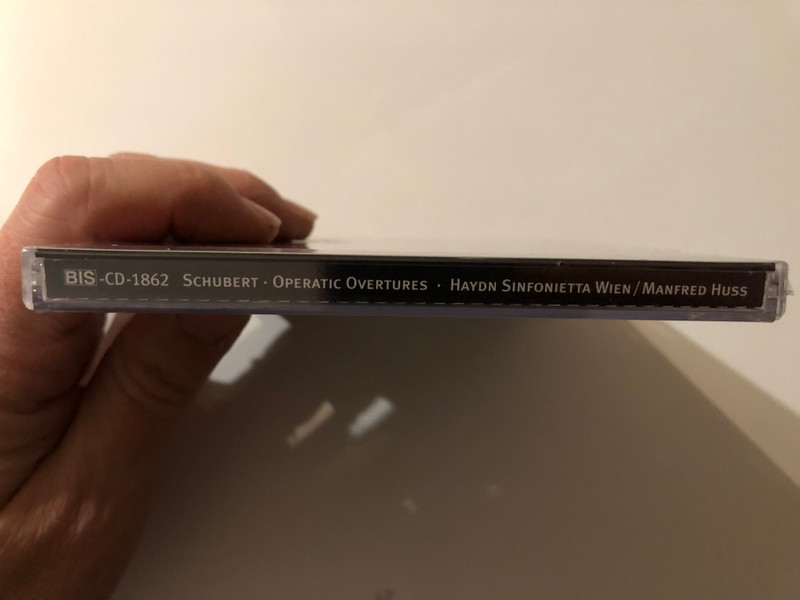 BIS-CD-1862 Schubert · Operatic Overtures · Haydn Sinfonietta Wien / Manfred Huss